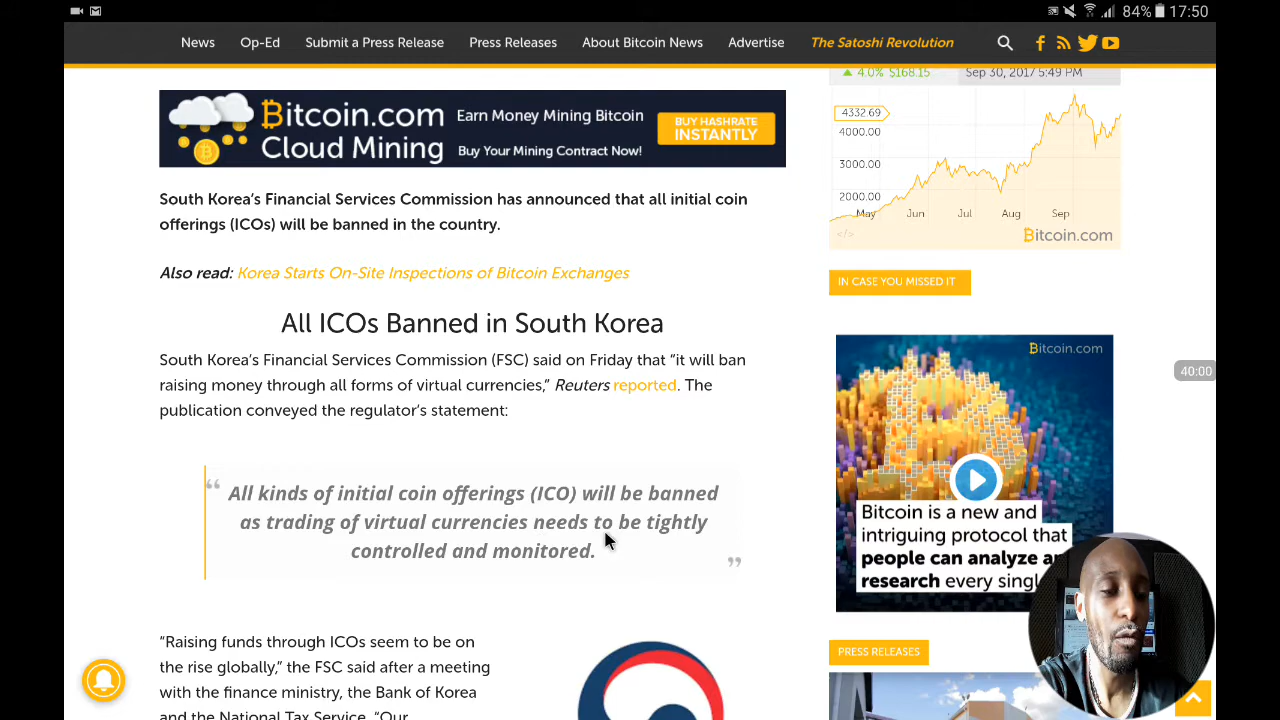 84% 17:50
News Op-Ed Submit a Press Release Press Releases About Bitcoin News Advertise The Satoshi Revolution
4.0% $168.15 Sep 30, 2017 5:49 PM
Bitcoin.com
Cloud Mining
Earn Money Mining Bitcoin
Buy Your Mining Contract Now!
BUY HASHRATE
INSTANTLY
4332.69
4000.00
3000.00
2000.00
May Jun Jul Aug Sep
</>
Bitcoin.com
South Korea’s Financial Services Commission has announced that all initial coin
offerings (ICOs) will be banned in the country.
Also read: Korea Starts On-Site Inspections of Bitcoin Exchanges
IN CASE YOU MISSED IT
All ICOs Banned in South Korea
South Korea’s Financial Services Commission (FSC) said on Friday that “it will ban
raising money through all forms of virtual currencies,” Reuters reported. The
publication conveyed the regulator’s statement:
Bitcoin.com
40:00
“ All kinds of initial coin offerings (ICO) will be banned
as trading of virtual currencies needs to be tightly
controlled and monitored. ”
Bitcoin is a new and
intriguing protocol that
people can analyze
research every
PRESS RELEASES
“Raising funds through ICOs seem to be on
the rise globally,” the FSC said after a meeting
with the finance ministry, the Bank of Korea
and the National Tax Service. “Our